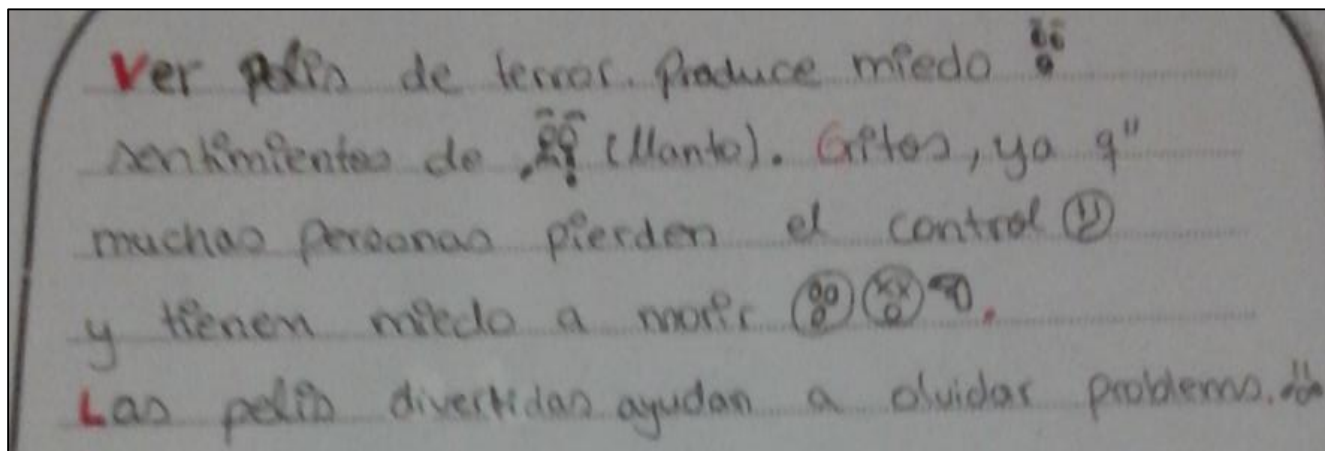 Ver pelis de terror. Produce miedo
sentimientos de (llanto). Gritos, ya q"
muchas personas pierden el control
y tienen miedo a morir.
Las pelis divertidas ayudan a olvidar problems.